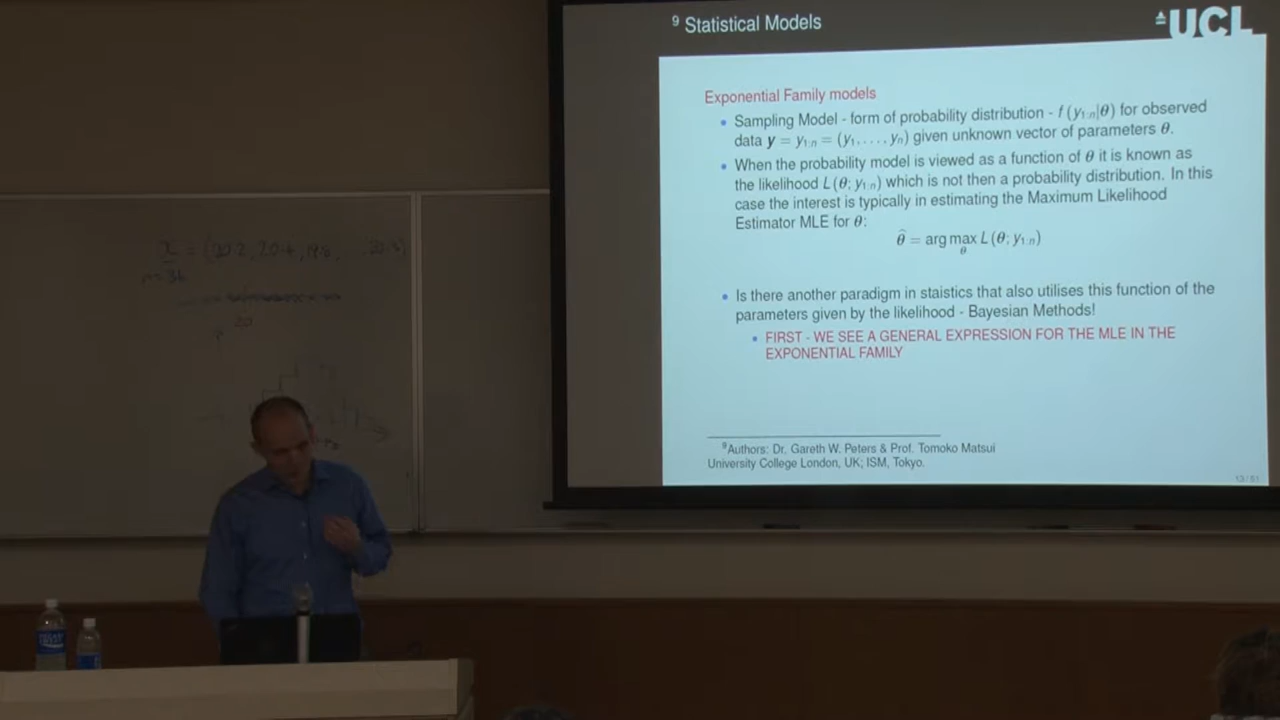 ⁹ Statistical Models
UCL
Exponential Family models
• Sampling Model - form of probability distribution - f (y₁:ₙ|θ) for observed
data y = y₁:ₙ = (y₁, . . . , yₙ) given unknown vector of parameters θ.
• When the probability model is viewed as a function of θ it is known as
the likelihood L (θ; y₁:ₙ) which is not then a probability distribution. In this
case the interest is typically in estimating the Maximum Likelihood
Estimator MLE for θ:
θ̂ = arg max L (θ; y₁:ₙ)
θ
• Is there another paradigm in staistics that also utilises this function of the
parameters given by the likelihood - Bayesian Methods!
• FIRST - WE SEE A GENERAL EXPRESSION FOR THE MLE IN THE
EXPONENTIAL FAMILY
⁹Authors: Dr. Gareth W. Peters & Prof. Tomoko Matsui
University College London, UK; ISM, Tokyo.
13 / 51
n=36
20